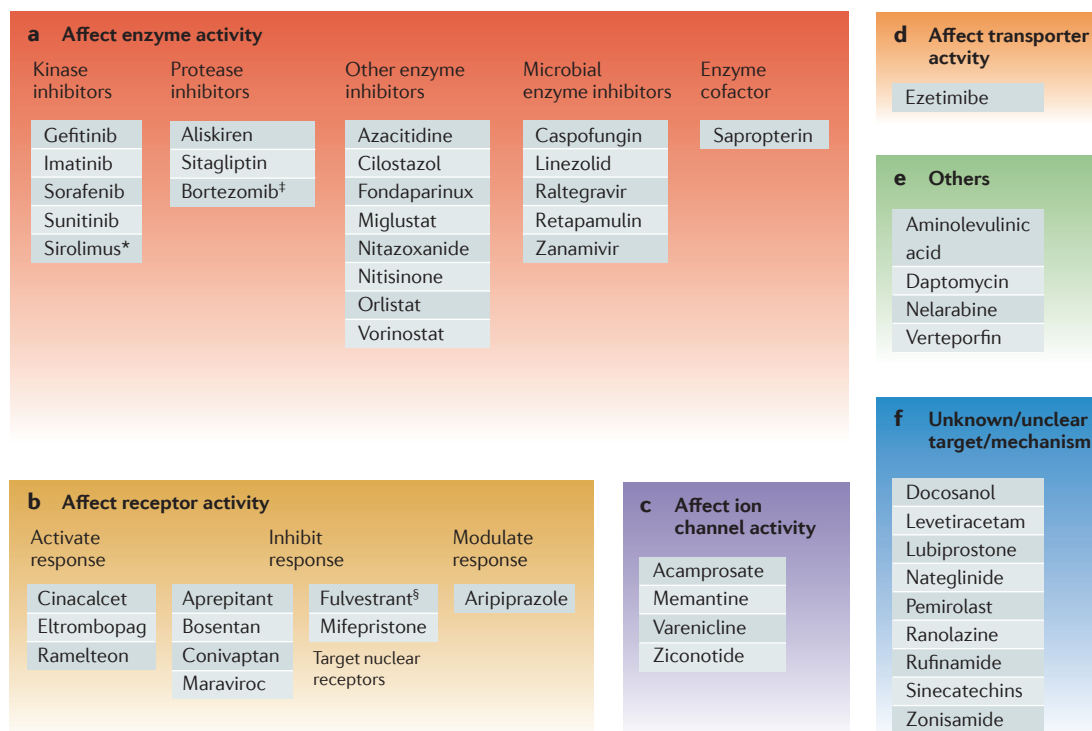 a Affect enzyme activity
Kinase
inhibitors
Gefitinib
Imatinib
Sorafenib
Sunitinib
Sirolimus*
Protease
inhibitors
Aliskiren
Sitagliptin
Bortezomib‡
Other enzyme
inhibitors
Azacitidine
Cilostazol
Fondaparinux
Miglustat
Nitazoxanide
Nitisinone
Orlistat
Vorinostat
Microbial
enzyme inhibitors
Caspofungin
Linezolid
Raltegravir
Retapamulin
Zanamivir
Enzyme
cofactor
Sapropterin
b Affect receptor activity
Activate
response
Cinacalcet
Eltrombopag
Ramelteon
Inhibit
response
Aprepitant
Bosentan
Conivaptan
Maraviroc
Fulvestrant§
Mifepristone
Target nuclear
receptors
Modulate
response
Aripiprazole
c Affect ion
channel activity
Acamprosate
Memantine
Varenicline
Ziconotide
d Affect transporter
actvity
Ezetimibe
e Others
Aminolevulinic
acid
Daptomycin
Nelarabine
Verteporfin
f Unknown/unclear
target/mechanism
Docosanol
Levetiracetam
Lubiprostone
Nateglinide
Pemirolast
Ranolazine
Rufinamide
Sinecatechins
Zonisamide